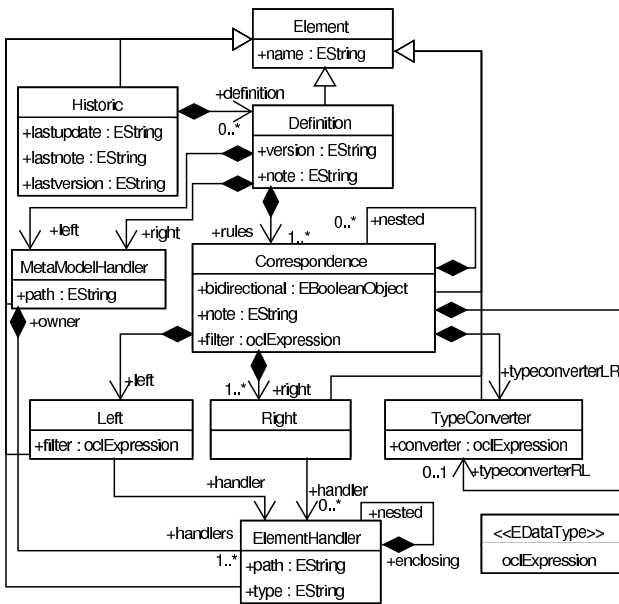 Element
+name : EString
Historic
+lastupdate : EString
+lastnote : EString
+lastversion : EString
+definition
0..*
Definition
+version : EString
+note : EString
+left
+right
+rules
1..*
0..*
+nested
MetaModelHandler
+path : EString
+owner
Correspondence
+bidirectional : EBooleanObject
+note : EString
+filter : oclExpression
+left
1..*
+right
+typeconverterLR
Left
+filter : oclExpression
Right
TypeConverter
+converter : oclExpression
0..1
+typeconverterRL
+handler
+handler
0..*
+nested
+handlers
1..*
ElementHandler
+path : EString
+type : EString
+enclosing
<<EDataType>>
oclExpression